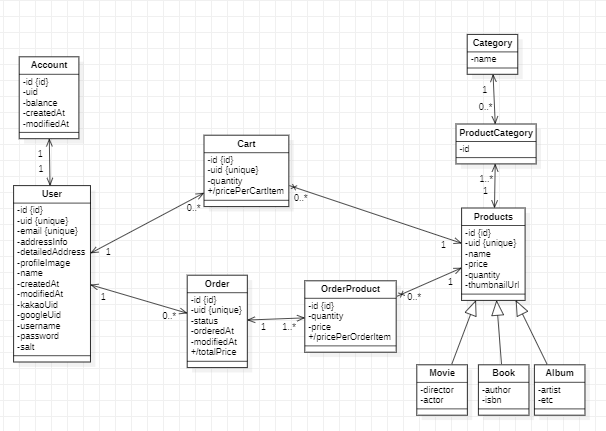 Account
-id {id}
-uid
-balance
-createdAt
-modifiedAt
1
1
User
-id {id}
-uid {unique}
-email {unique}
-addressInfo
-detailedAddress
-profileImage
-name
-createdAt
-modifiedAt
-kakaoUid
-googleUid
-username
-password
-salt
1
0..*
Cart
-id {id}
-uid {unique}
-quantity
+/pricePerCartItem
0..*
1
1
0..*
Order
-id {id}
-uid {unique}
-status
-orderedAt
-modifiedAt
+/totalPrice
1
1..*
OrderProduct
-id {id}
-quantity
-price
+/pricePerOrderItem
0..*
1
Category
-name
1
0..*
ProductCategory
-id
1..*
1
Products
-id {id}
-uid {unique}
-name
-price
-quantity
-thumbnailUrl
Movie
-director
-actor
Book
-author
-isbn
Album
-artist
-etc